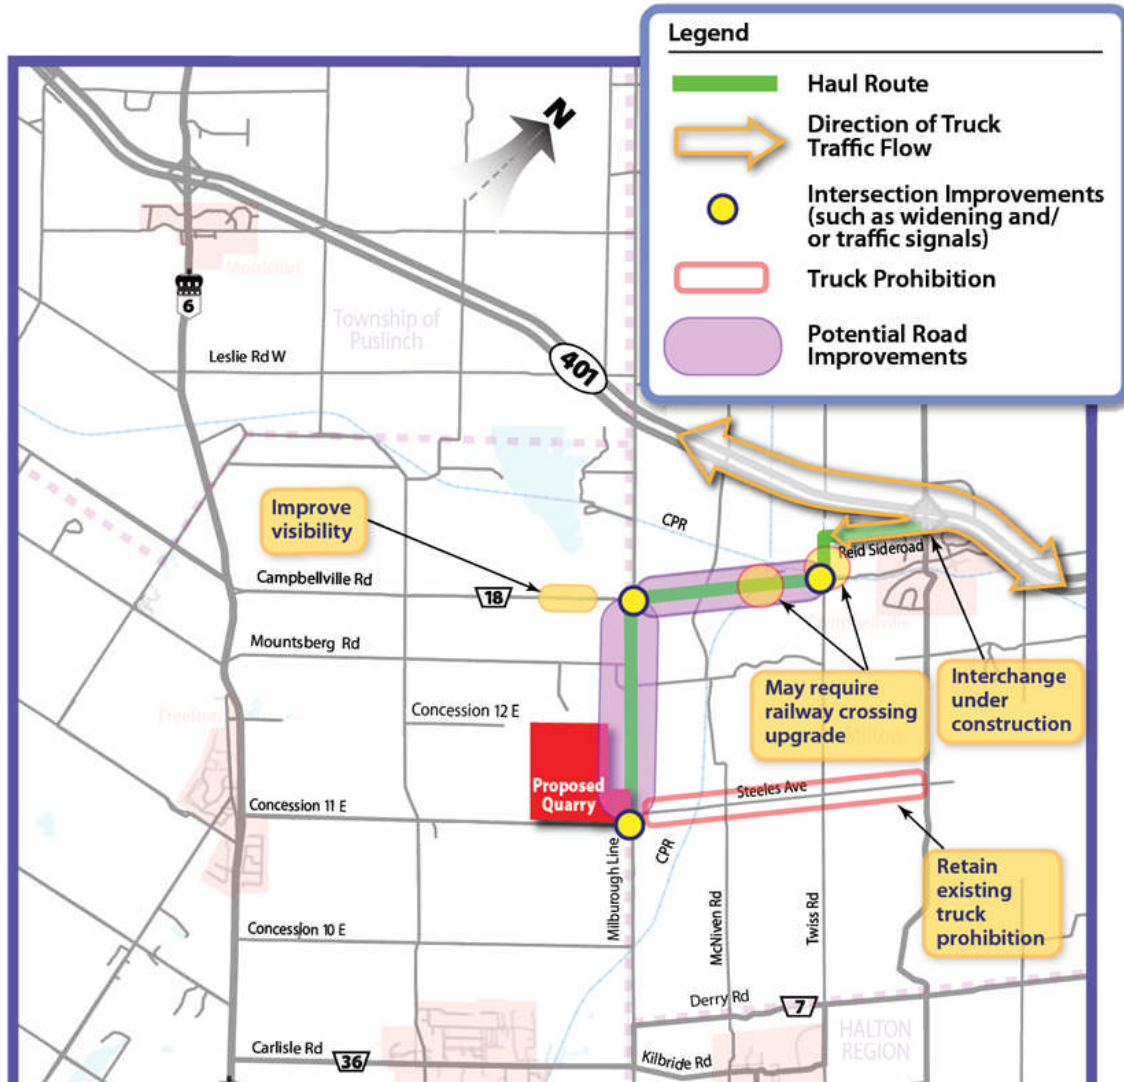 Legend
Haul Route
Direction of Truck
Traffic Flow
Intersection Improvements
(such as widening and/
or traffic signals)
Truck Prohibition
Potential Road
Improvements
N
Morriston
6
Township of
Puslinch
Leslie Rd W
401
Improve
visibility
CPR
Reid Sideroad
Campbellville Rd
18
Mountsberg Rd
Concession 12 E
Freelton
May require
railway crossing
upgrade
Interchange
under
construction
Proposed
Quarry
Steeles Ave
Concession 11 E
Milburough Line
CPR
McNiven Rd
Twiss Rd
Retain
existing
truck
prohibition
Concession 10 E
Derry Rd
7
HALTON
REGION
Carlisle Rd
36
Kilbride Rd